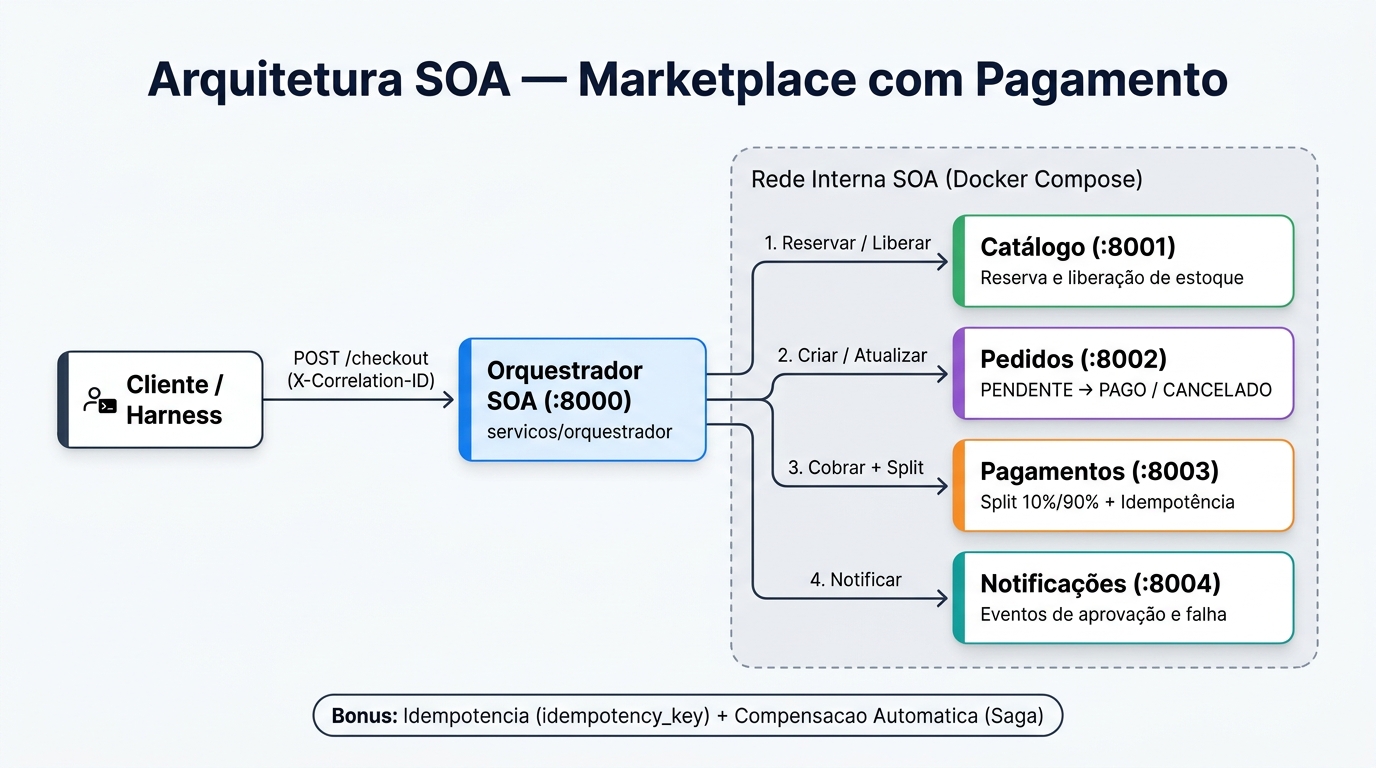 Arquitetura SOA — Marketplace com Pagamento
Rede Interna SOA (Docker Compose)
Cliente /
Harness
POST /checkout
(X-Correlation-ID)
Orquestrador
SOA (:8000)
servicos/orquestrador
1. Reservar / Liberar
Catálogo (:8001)
Reserva e liberação de estoque
2. Criar / Atualizar
Pedidos (:8002)
PENDENTE → PAGO / CANCELADO
3. Cobrar + Split
Pagamentos (:8003)
Split 10%/90% + Idempotência
4. Notificar
Notificações (:8004)
Eventos de aprovação e falha
Bonus: Idempotencia (idempotency_key) + Compensacao Automatica (Saga)